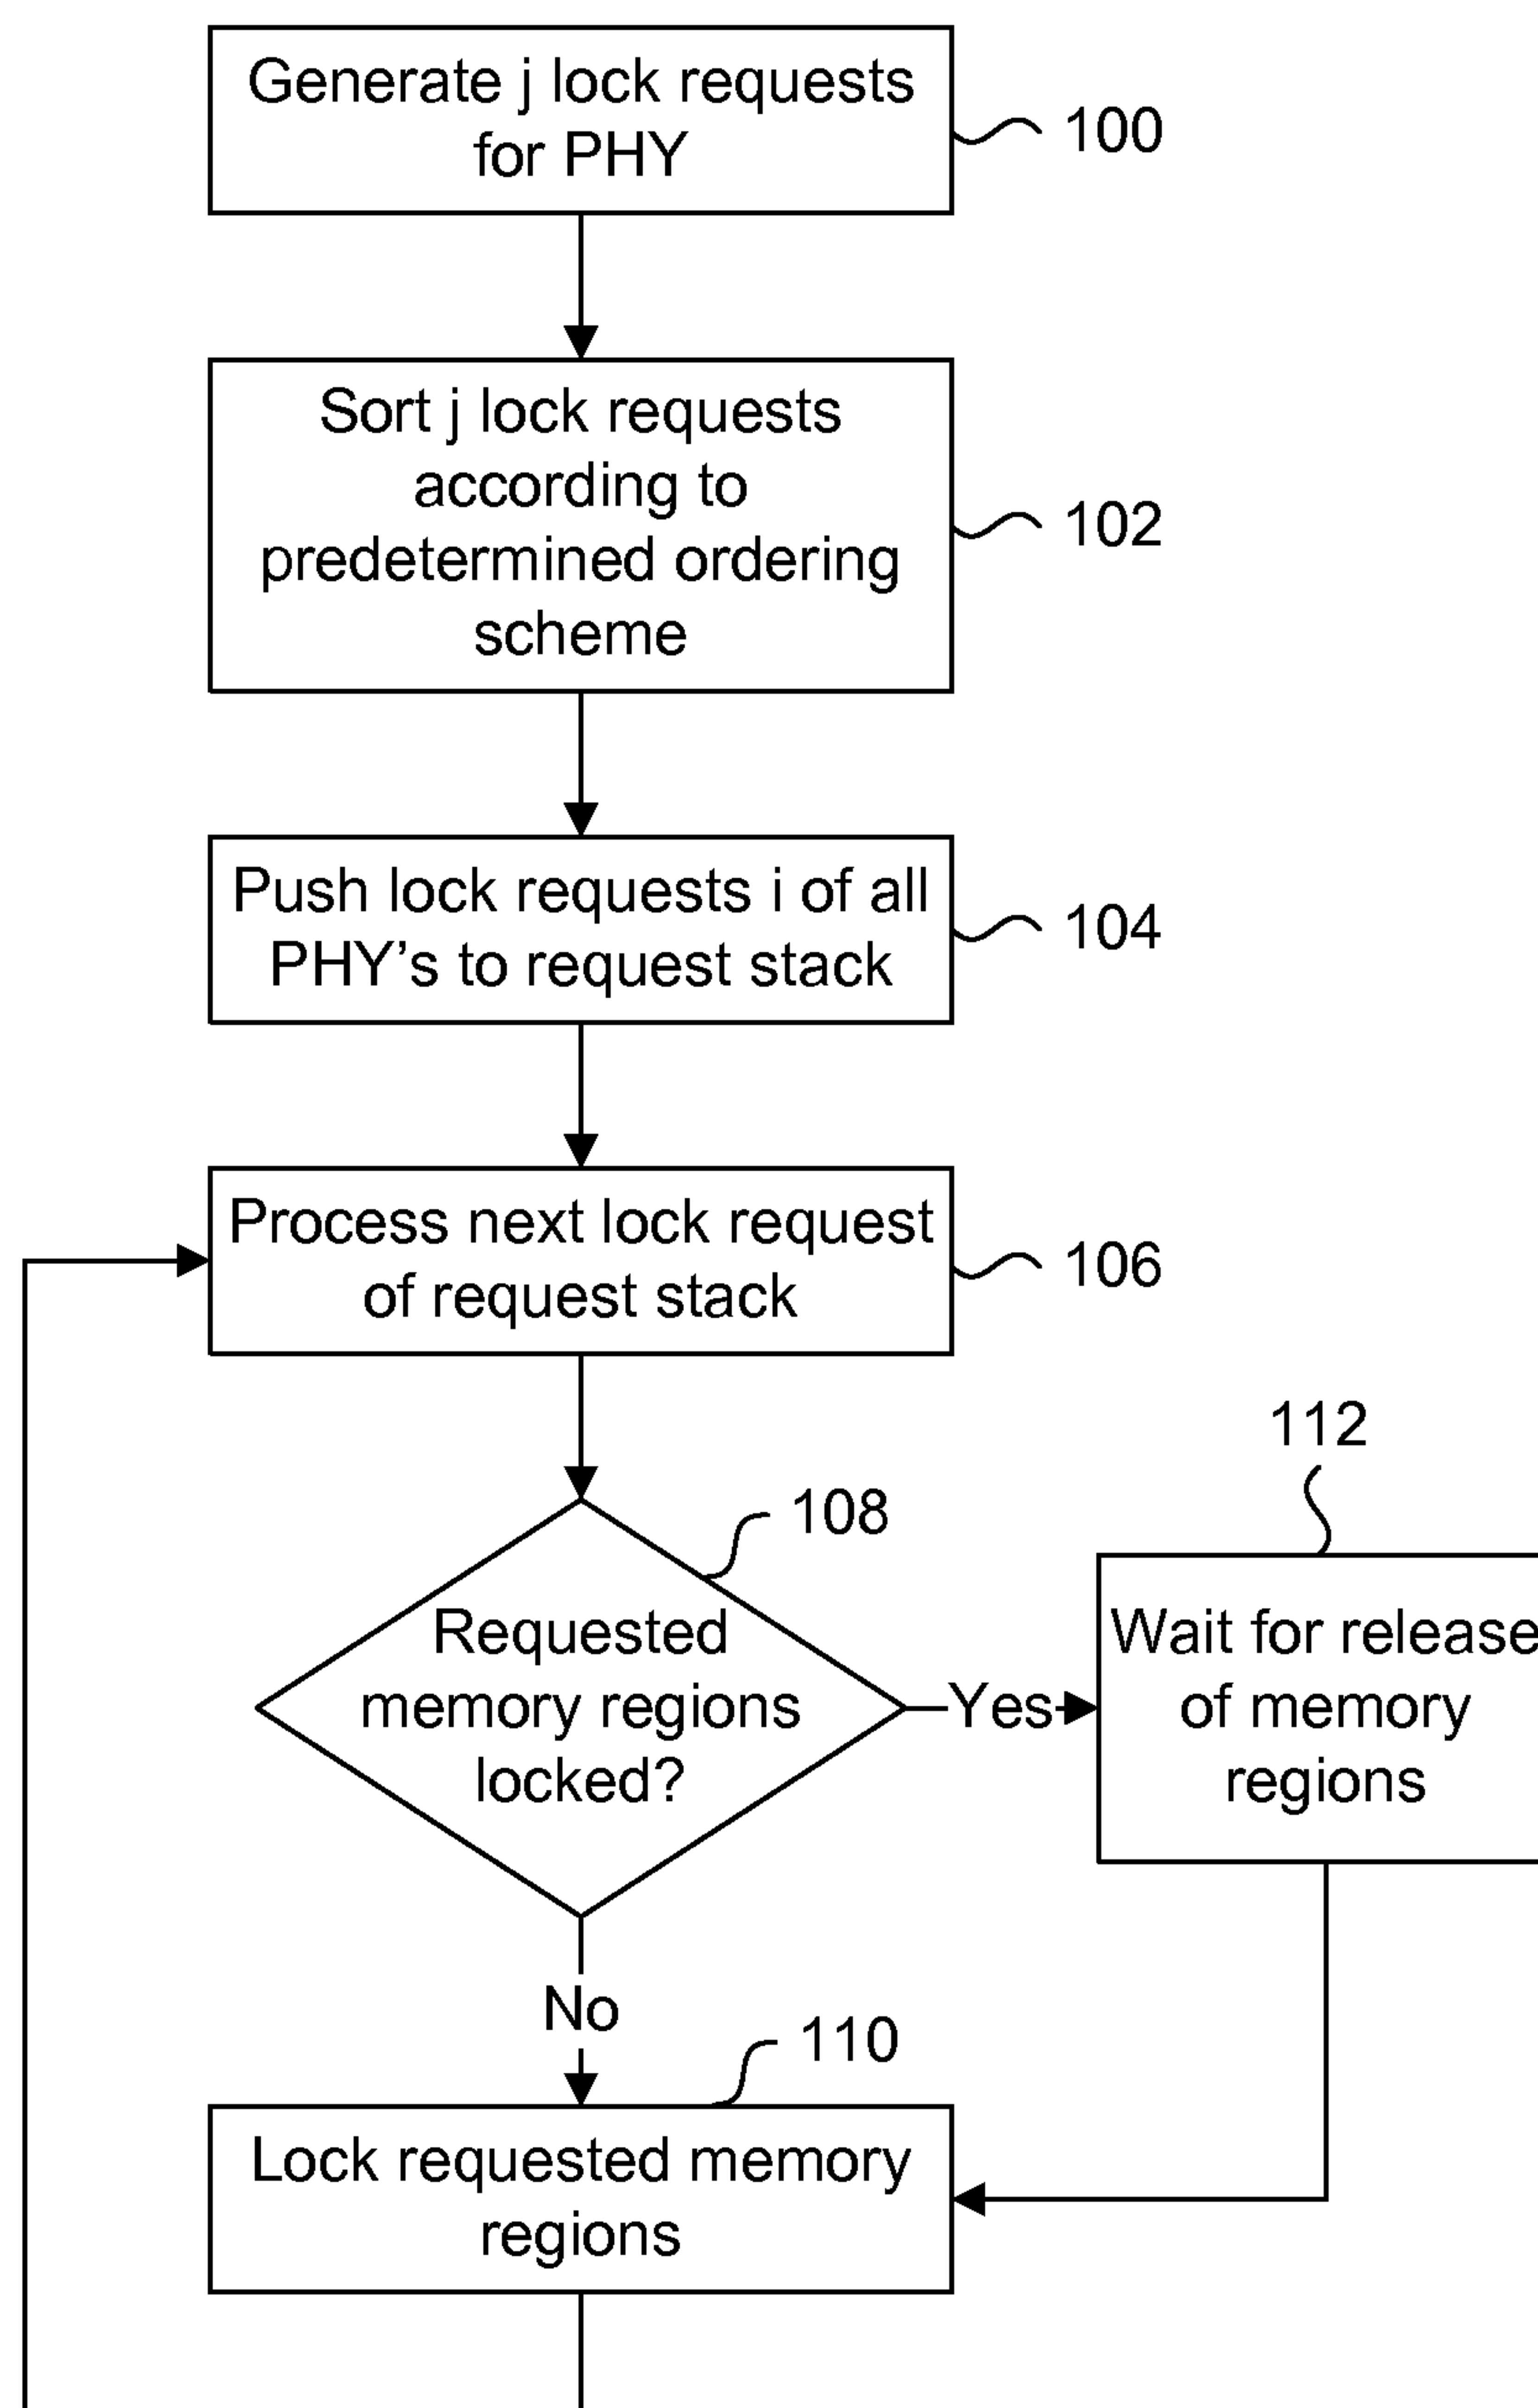 Generate j lock requests
for PHY
100
Sort j lock requests
according to
predetermined ordering
scheme
102
Push lock requests i of all
PHY's to request stack
104
Process next lock request
of request stack
106
112
108
Requested
memory regions
locked?
Yes
Wait for release
of memory
regions
No
110
Lock requested memory
regions